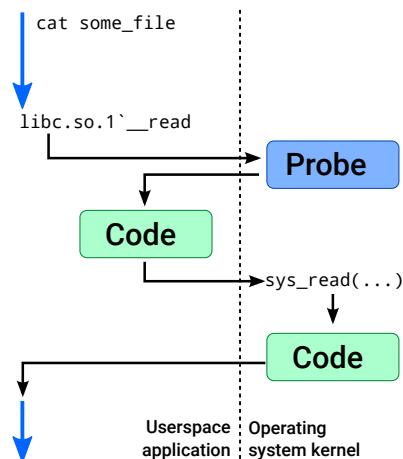 cat some_file
libc.so.1`__read
Probe
Code
sys_read(...)
Code
Userspace
application
Operating
system kernel